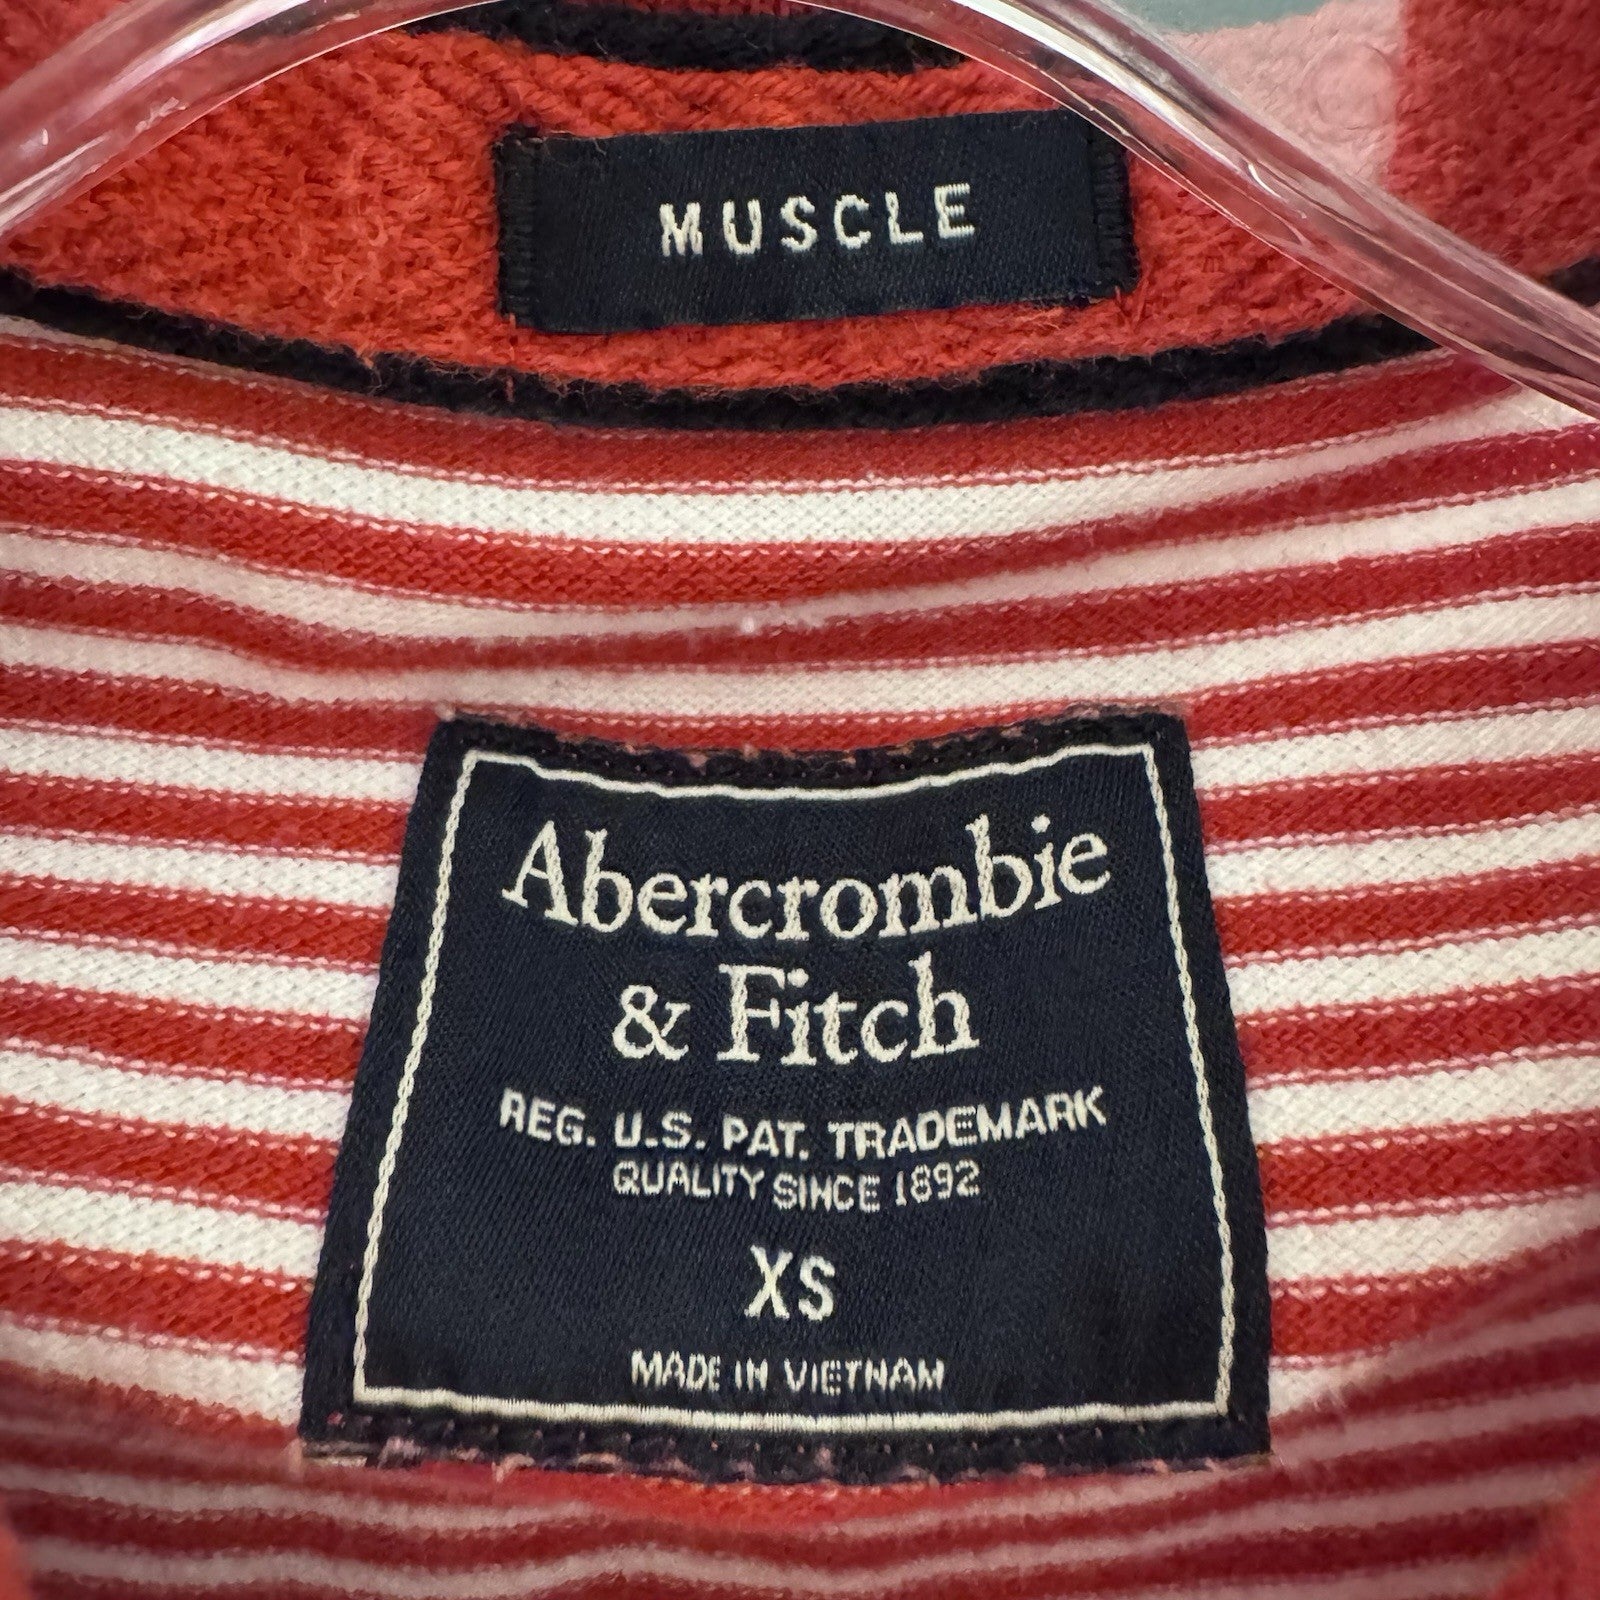 MUSCLE
Abercrombie
& Fitch
REG. U.S. PAT. TRADEMARK
QUALITY SINCE 1892
XS
MADE IN VIETNAM